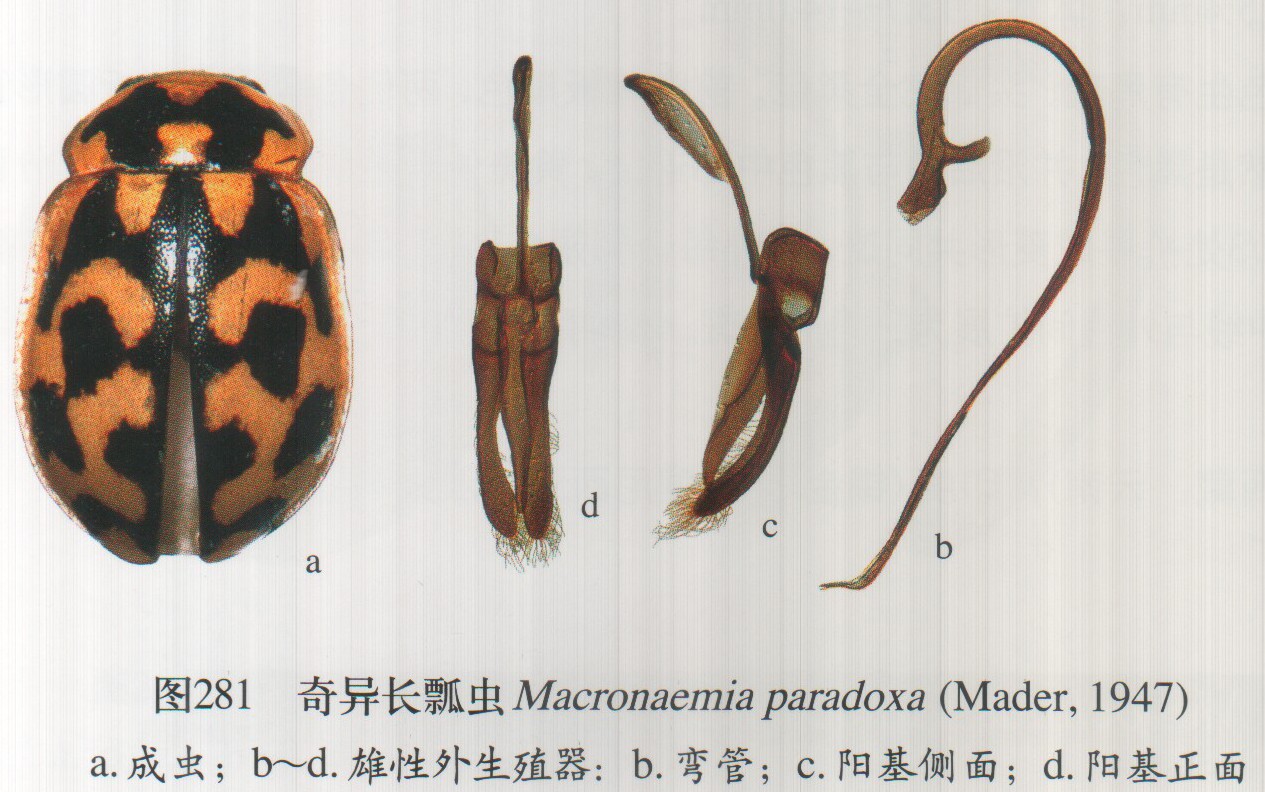 a
d
c
b
图281 奇异长瓢虫 Macronaemia paradoxa (Mader, 1947)
a. 成虫；b～d. 雄性外生殖器：b. 弯管；c. 阳基侧面；d. 阳基正面